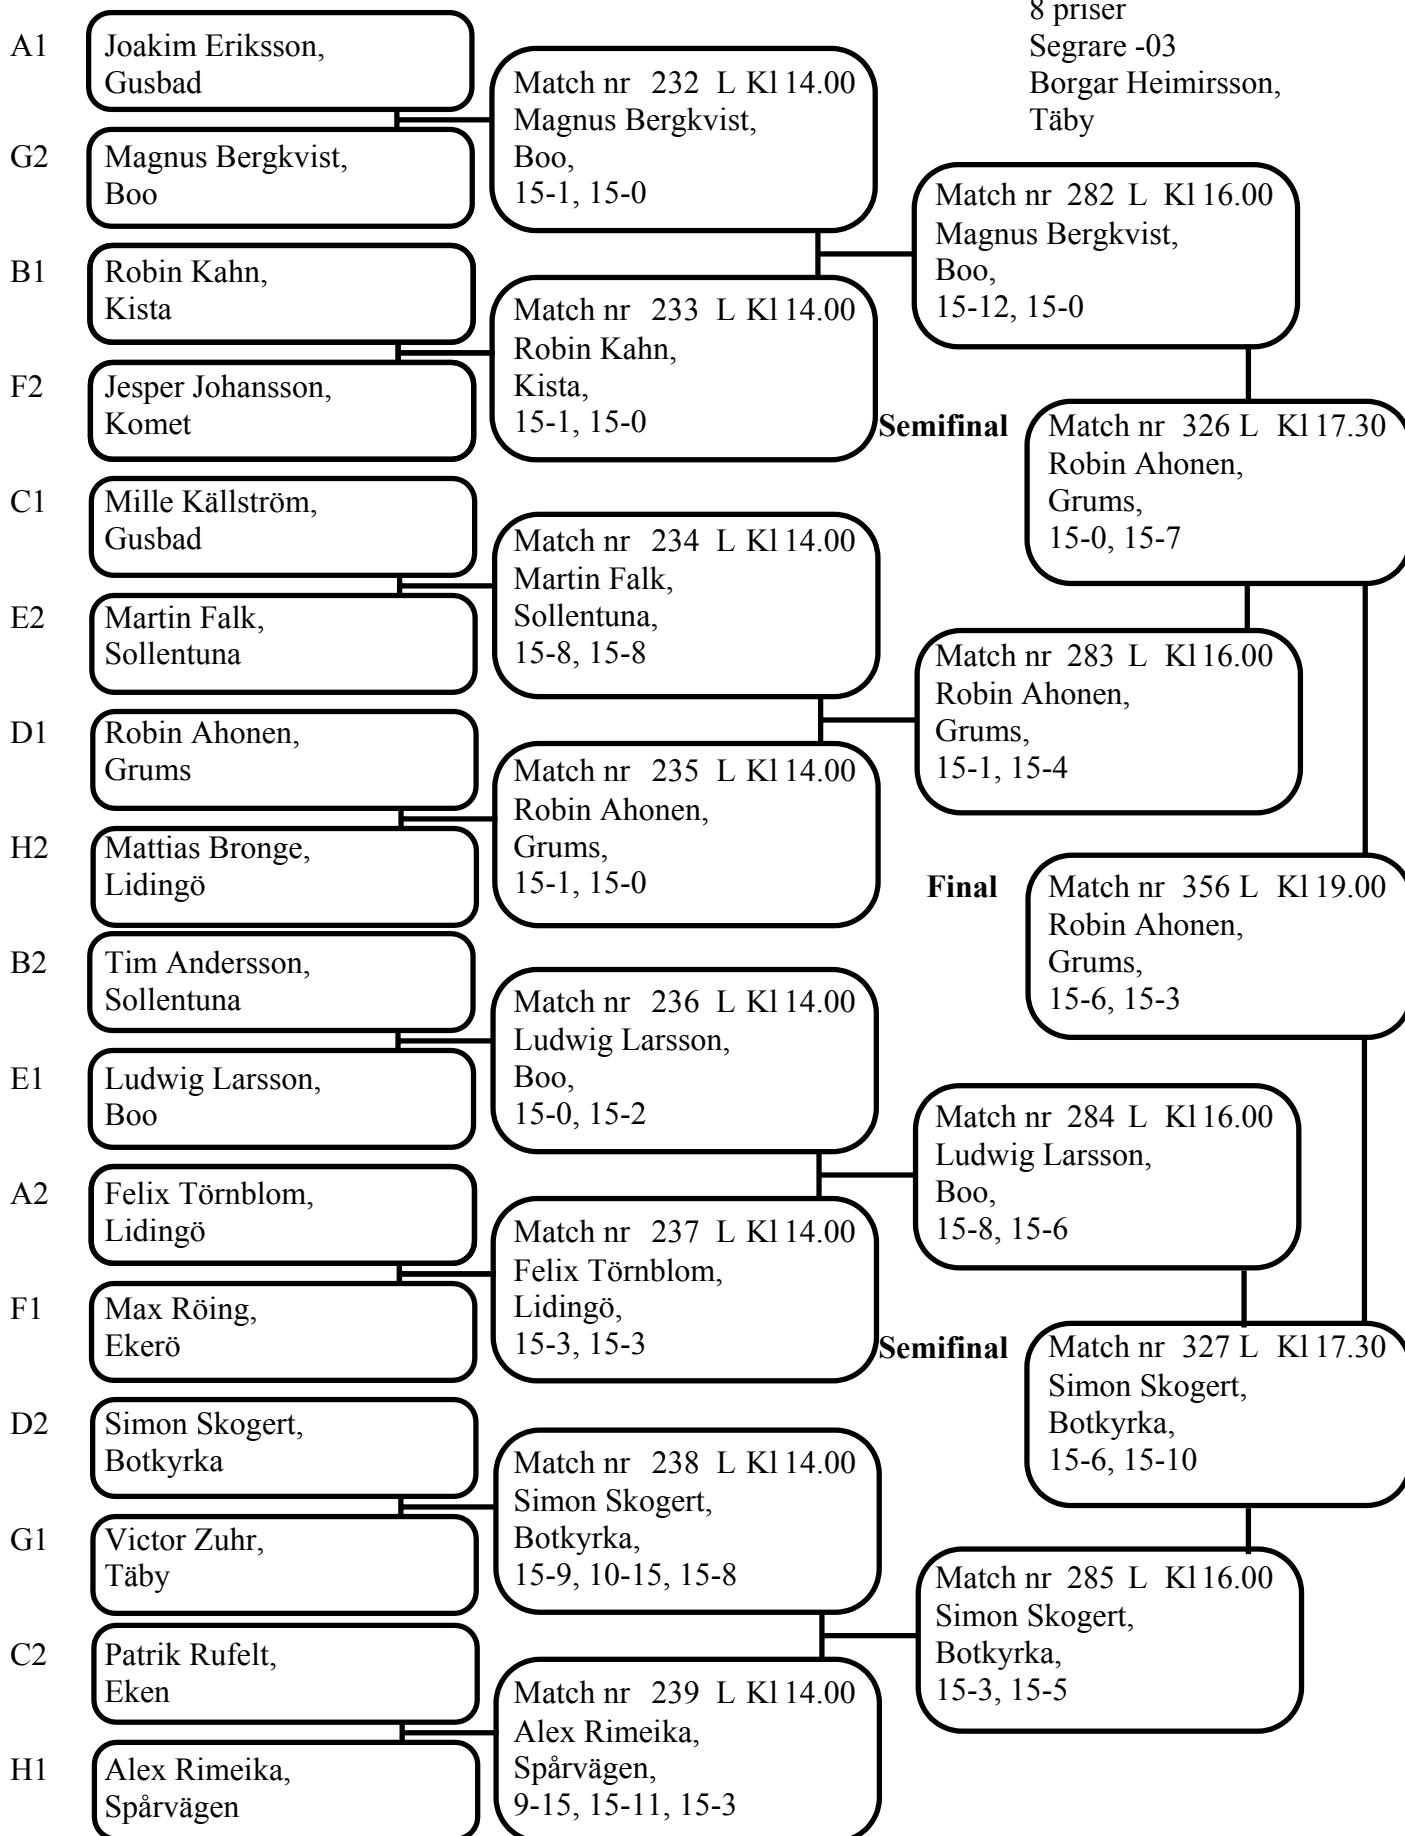 8 priser
Segrare -03
Borgar Heimirsson,
Täby
A1
Joakim Eriksson,
Gusbad
G2
Magnus Bergkvist,
Boo
B1
Robin Kahn,
Kista
F2
Jesper Johansson,
Komet
C1
Mille Källström,
Gusbad
E2
Martin Falk,
Sollentuna
D1
Robin Ahonen,
Grums
H2
Mattias Bronge,
Lidingö
B2
Tim Andersson,
Sollentuna
E1
Ludwig Larsson,
Boo
A2
Felix Törnblom,
Lidingö
F1
Max Röing,
Ekerö
D2
Simon Skogert,
Botkyrka
G1
Victor Zuhr,
Täby
C2
Patrik Rufelt,
Eken
H1
Alex Rimeika,
Spårvägen
Match nr 232 L Kl 14.00
Magnus Bergkvist,
Boo,
15-1, 15-0
Match nr 233 L Kl 14.00
Robin Kahn,
Kista,
15-1, 15-0
Match nr 234 L Kl 14.00
Martin Falk,
Sollentuna,
15-8, 15-8
Match nr 235 L Kl 14.00
Robin Ahonen,
Grums,
15-1, 15-0
Match nr 236 L Kl 14.00
Ludwig Larsson,
Boo,
15-0, 15-2
Match nr 237 L Kl 14.00
Felix Törnblom,
Lidingö,
15-3, 15-3
Match nr 238 L Kl 14.00
Simon Skogert,
Botkyrka,
15-9, 10-15, 15-8
Match nr 239 L Kl 14.00
Alex Rimeika,
Spårvägen,
9-15, 15-11, 15-3
Match nr 282 L Kl 16.00
Magnus Bergkvist,
Boo,
15-12, 15-0
Match nr 283 L Kl 16.00
Robin Ahonen,
Grums,
15-1, 15-4
Match nr 284 L Kl 16.00
Ludwig Larsson,
Boo,
15-8, 15-6
Match nr 285 L Kl 16.00
Simon Skogert,
Botkyrka,
15-3, 15-5
Semifinal
Match nr 326 L Kl 17.30
Robin Ahonen,
Grums,
15-0, 15-7
Final
Match nr 356 L Kl 19.00
Robin Ahonen,
Grums,
15-6, 15-3
Semifinal
Match nr 327 L Kl 17.30
Simon Skogert,
Botkyrka,
15-6, 15-10